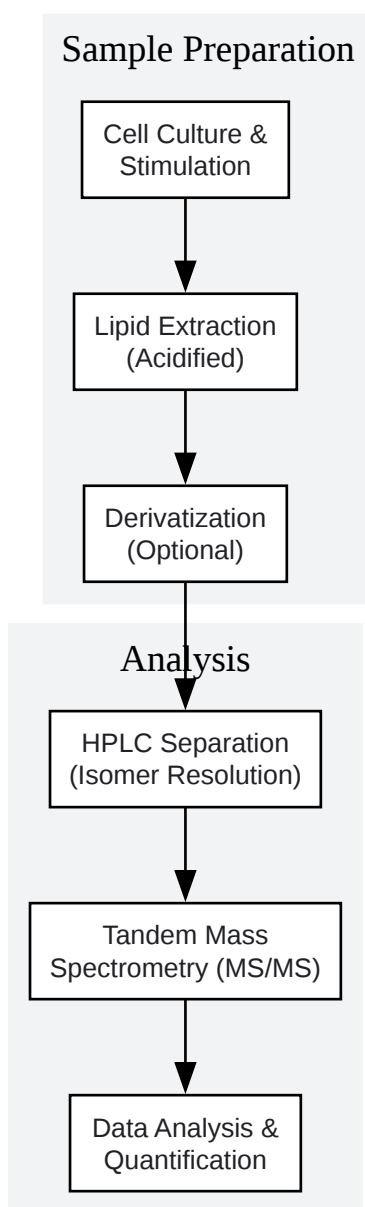 Sample Preparation
Cell Culture &
Stimulation
Lipid Extraction
(Acidified)
Derivatization
(Optional)
Analysis
HPLC Separation
(Isomer Resolution)
Tandem Mass
Spectrometry (MS/MS)
Data Analysis &
Quantification